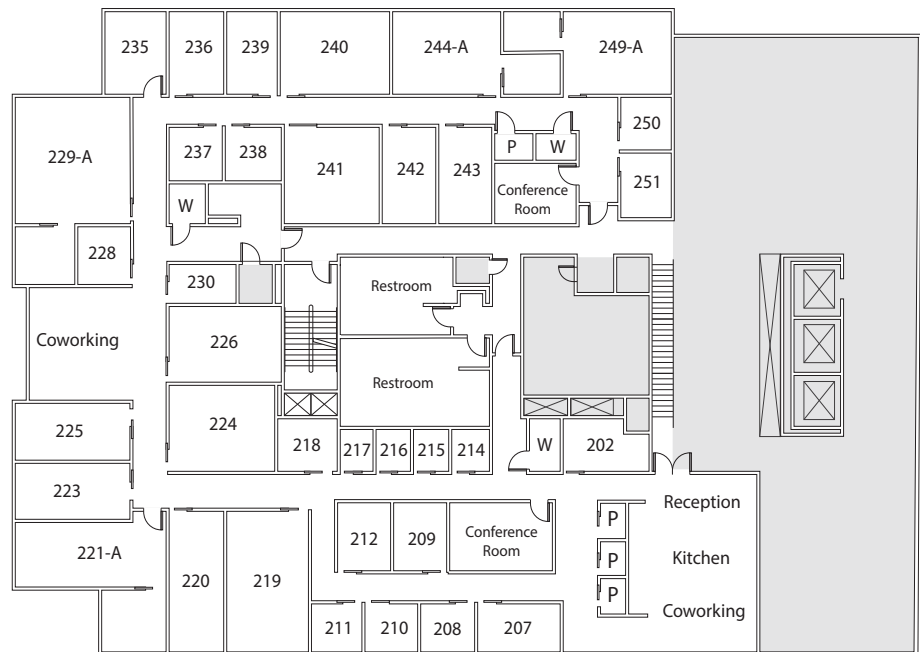 235
236
239
240
244-A
249-A
229-A
237
238
241
242
243
P
W
250
251
Conference
Room
W
228
230
Restroom
Coworking
226
Restroom
225
224
218
217
216
215
214
W
202
223
Reception
221-A
220
219
212
209
Conference
Room
P
P
P
Kitchen
Coworking
211
210
208
207